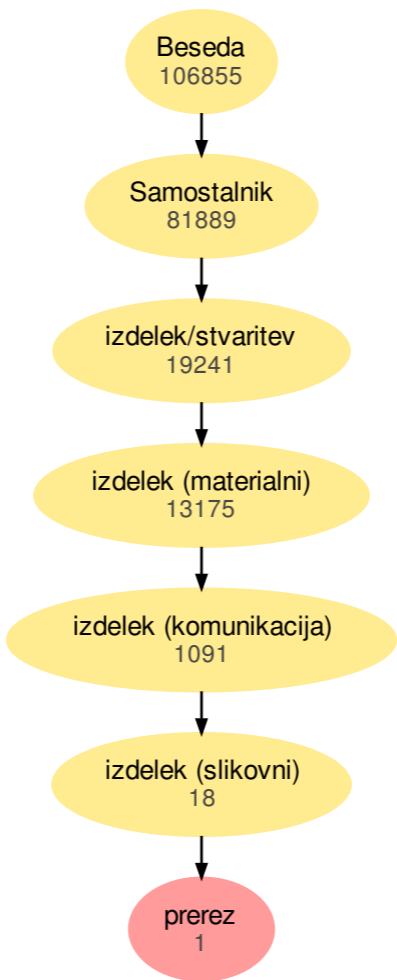 Beseda
106855
Samostalnik
81889
izdelek/stvaritev
19241
izdelek (materialni)
13175
izdelek (komunikacija)
1091
izdelek (slikovni)
18
prerez
1